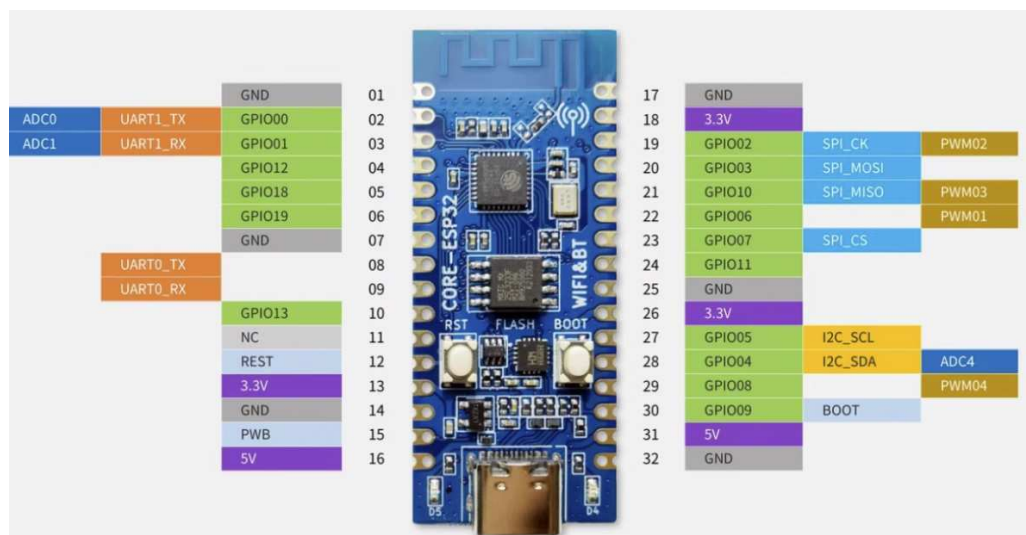 GND 01
ADC0 UART1_TX GPIO00 02
ADC1 UART1_RX GPIO01 03
GPIO12 04
GPIO18 05
GPIO19 06
GND 07
UART0_TX 08
UART0_RX 09
GPIO13 10
NC 11
REST 12
3.3V 13
GND 14
PWB 15
5V 16
CORE-ESP32
WIFI&BT
RST FLASH BOOT
D5 D4
17 GND
18 3.3V
19 GPIO02 SPI_CK PWM02
20 GPIO03 SPI_MOSI
21 GPIO10 SPI_MISO PWM03
22 GPIO06 PWM01
23 GPIO07 SPI_CS
24 GPIO11
25 GND
26 3.3V
27 GPIO05 I2C_SCL
28 GPIO04 I2C_SDA ADC4
29 GPIO08 PWM04
30 GPIO09 BOOT
31 5V
32 GND